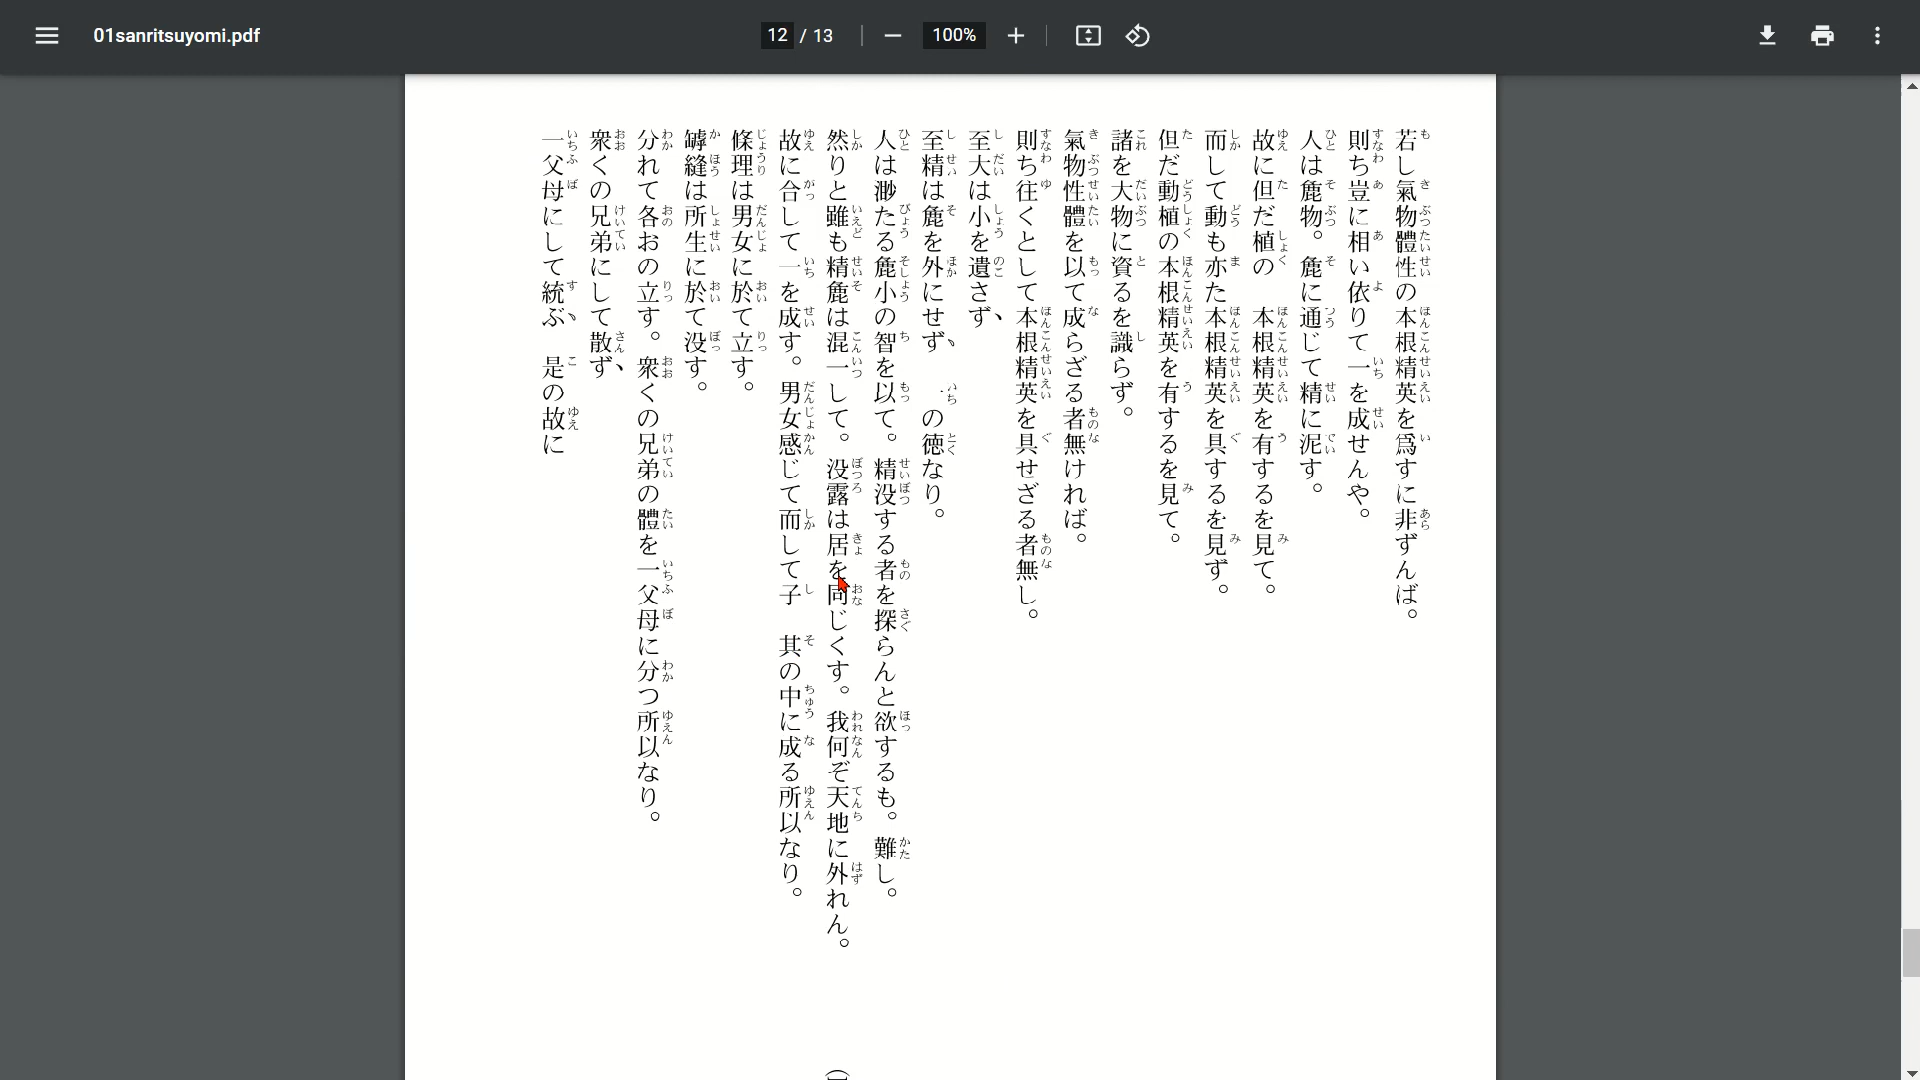 01sanritsuyomi.pdf
12 / 13
100%
若し氣物體性の本根精英を爲すに非ずんば。
則ち豈に相い依りて一を成せんや。
人は麁物。麁に通じて精に泥す。
故に但だ植の 本根精英を有するを見て。
而して動も亦た本根精英を具するを見ず。
但だ動植の本根精英を有するを見て。
諸を大物に資るを識らず。
氣物性體を以て成らざる者無ければ。
則ち往くとして本根精英を具せざる者無し。
至大は小を遺さず、
至精は麁を外にせず、 一の徳なり。
人は渺たる麁小の智を以て。精没する者を探らんと欲するも。難し。
然りと雖も精麁は混一して。没露は居を同じくす。我何ぞ天地に外れん。
故に合して一を成す。男女感じて而して子 其の中に成る所以なり。
條理は男女に於て立す。
罅縫は所生に於て没す。
分れて各おの立す。衆くの兄弟の體を一父母に分つ所以なり。
衆くの兄弟にして散ず、
一父母にして統ぶ、 是の故に